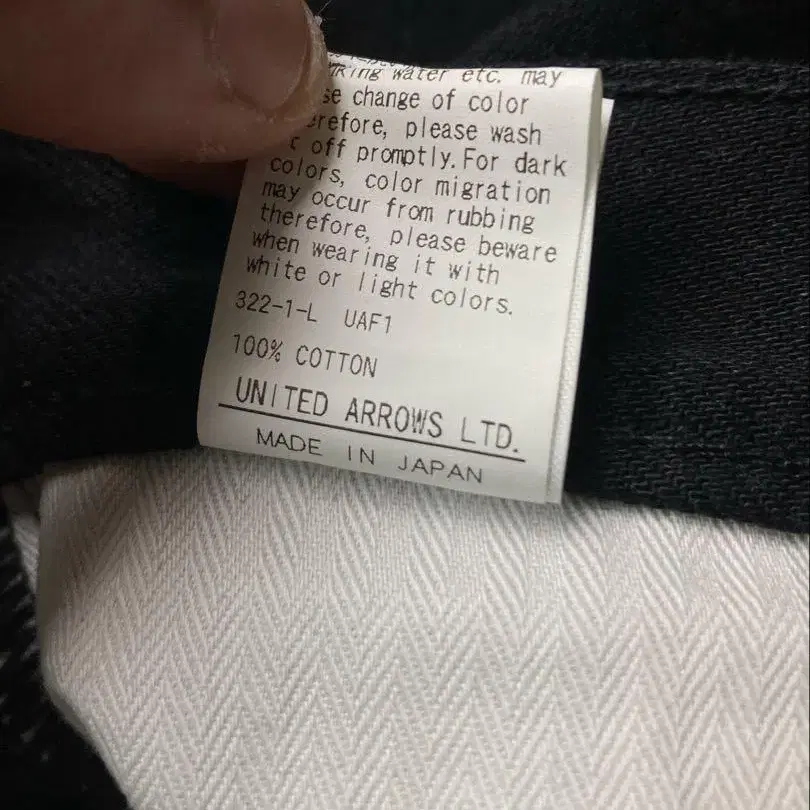 water etc. may
se change of color
erefore, please wash
off promptly.For dark
colors, color migration
may occur from rubbing
therefore, please beware
when wearing it with
white or light colors.
322-1-L UAF1
100% COTTON
UNITED ARROWS LTD.
MADE IN JAPAN